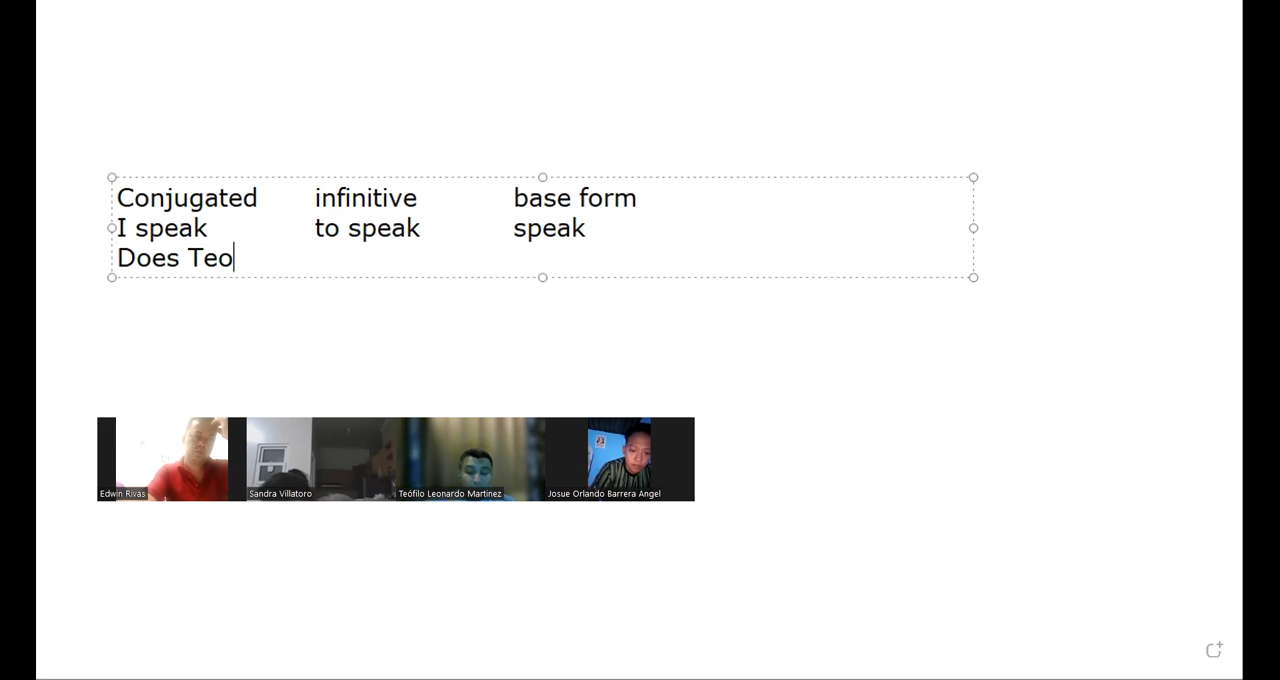 Conjugated infinitive base form
I speak to speak speak
Does Teo
Edwin Rivas Sandra Villatoro Teófilo Leonardo Martinez Josue Orlando Barrera Angel